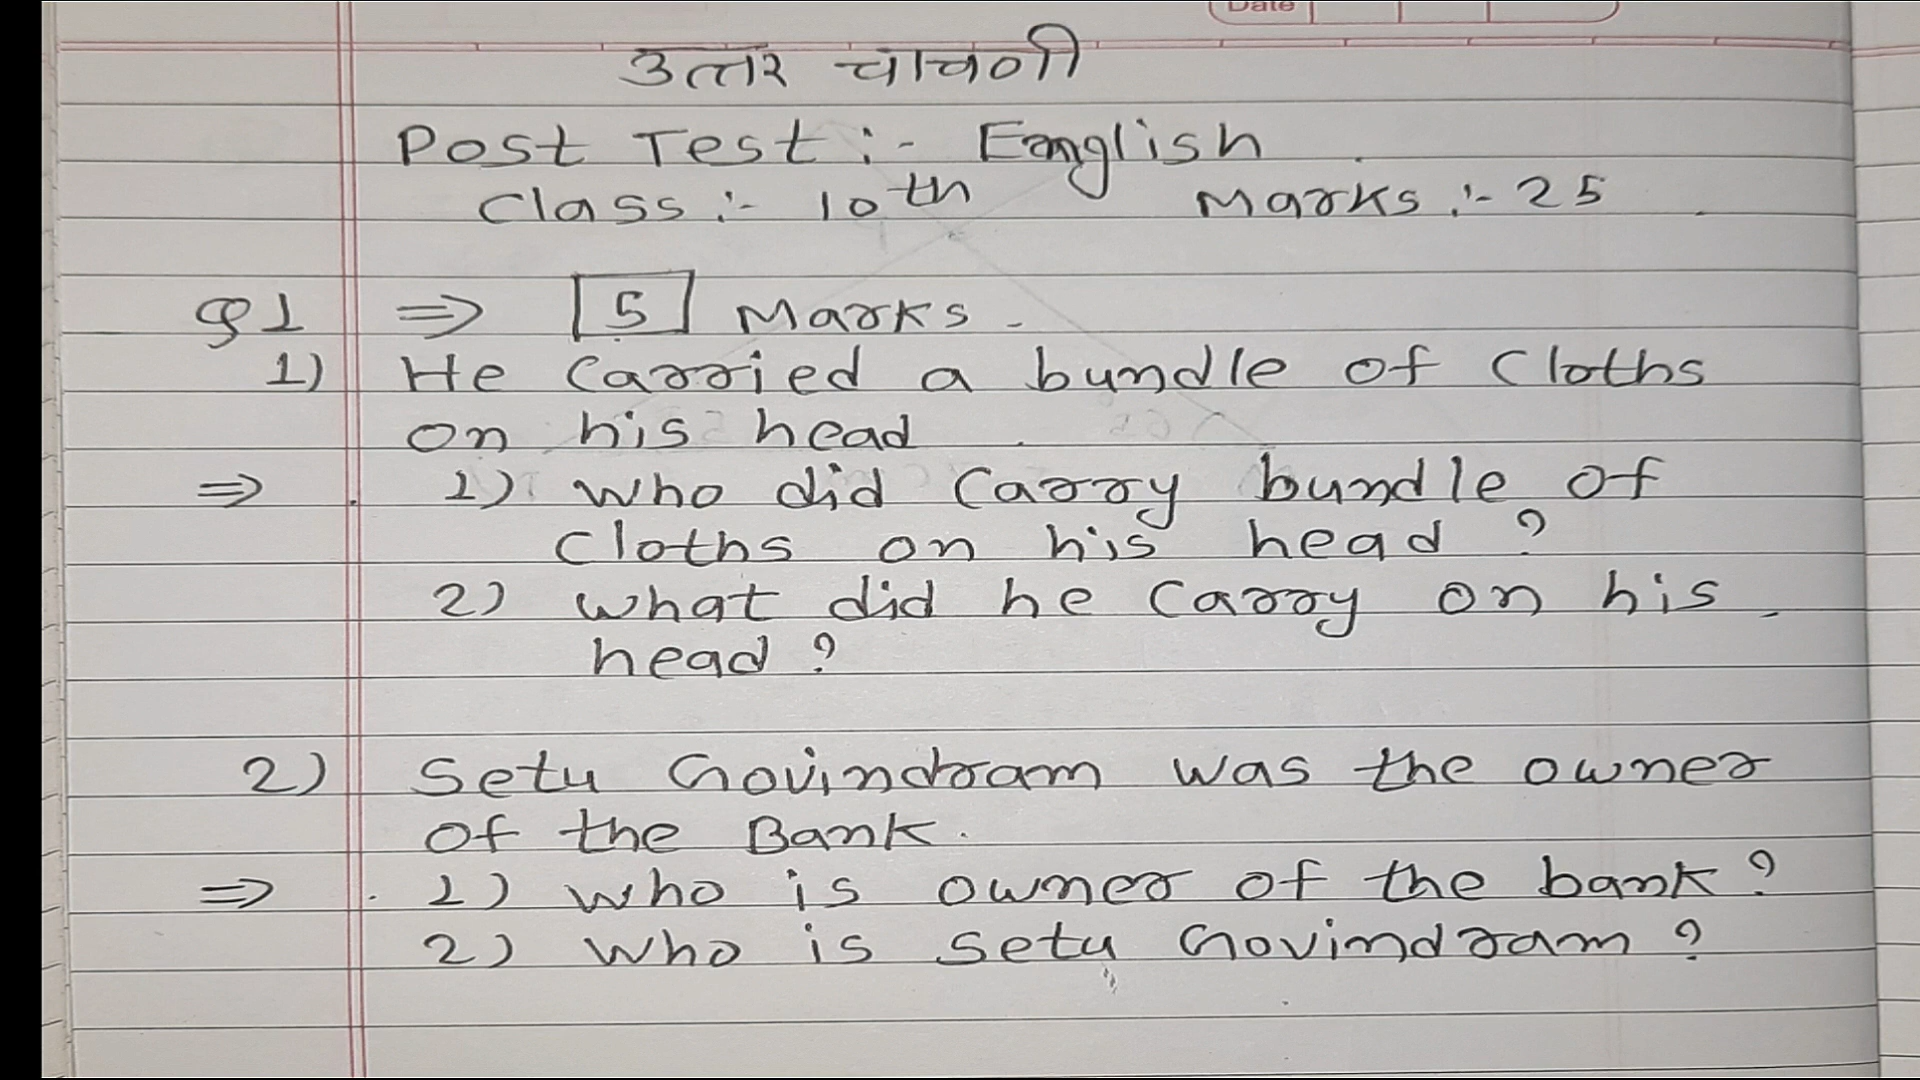 Date
उत्तर चाचणी
Post Test :- English
Class :- 10th Marks :- 25
Q1 ⇒ 5 Marks.
1) He carried a bundle of cloths
on his head
⇒ 1) who did carry bundle of
cloths on his head ?
2) what did he carry on his
head ?
2) Setu Govindram was the owner
of the Bank.
⇒ 1) who is owner of the bank ?
2) who is setu Govindram ?